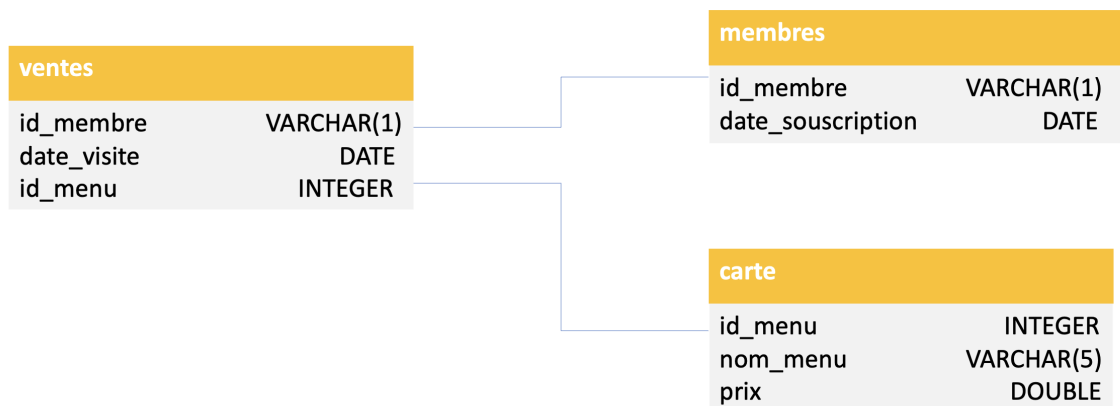 ventes
id_membre VARCHAR(1)
date_visite DATE
id_menu INTEGER
membres
id_membre VARCHAR(1)
date_souscription DATE
carte
id_menu INTEGER
nom_menu VARCHAR(5)
prix DOUBLE